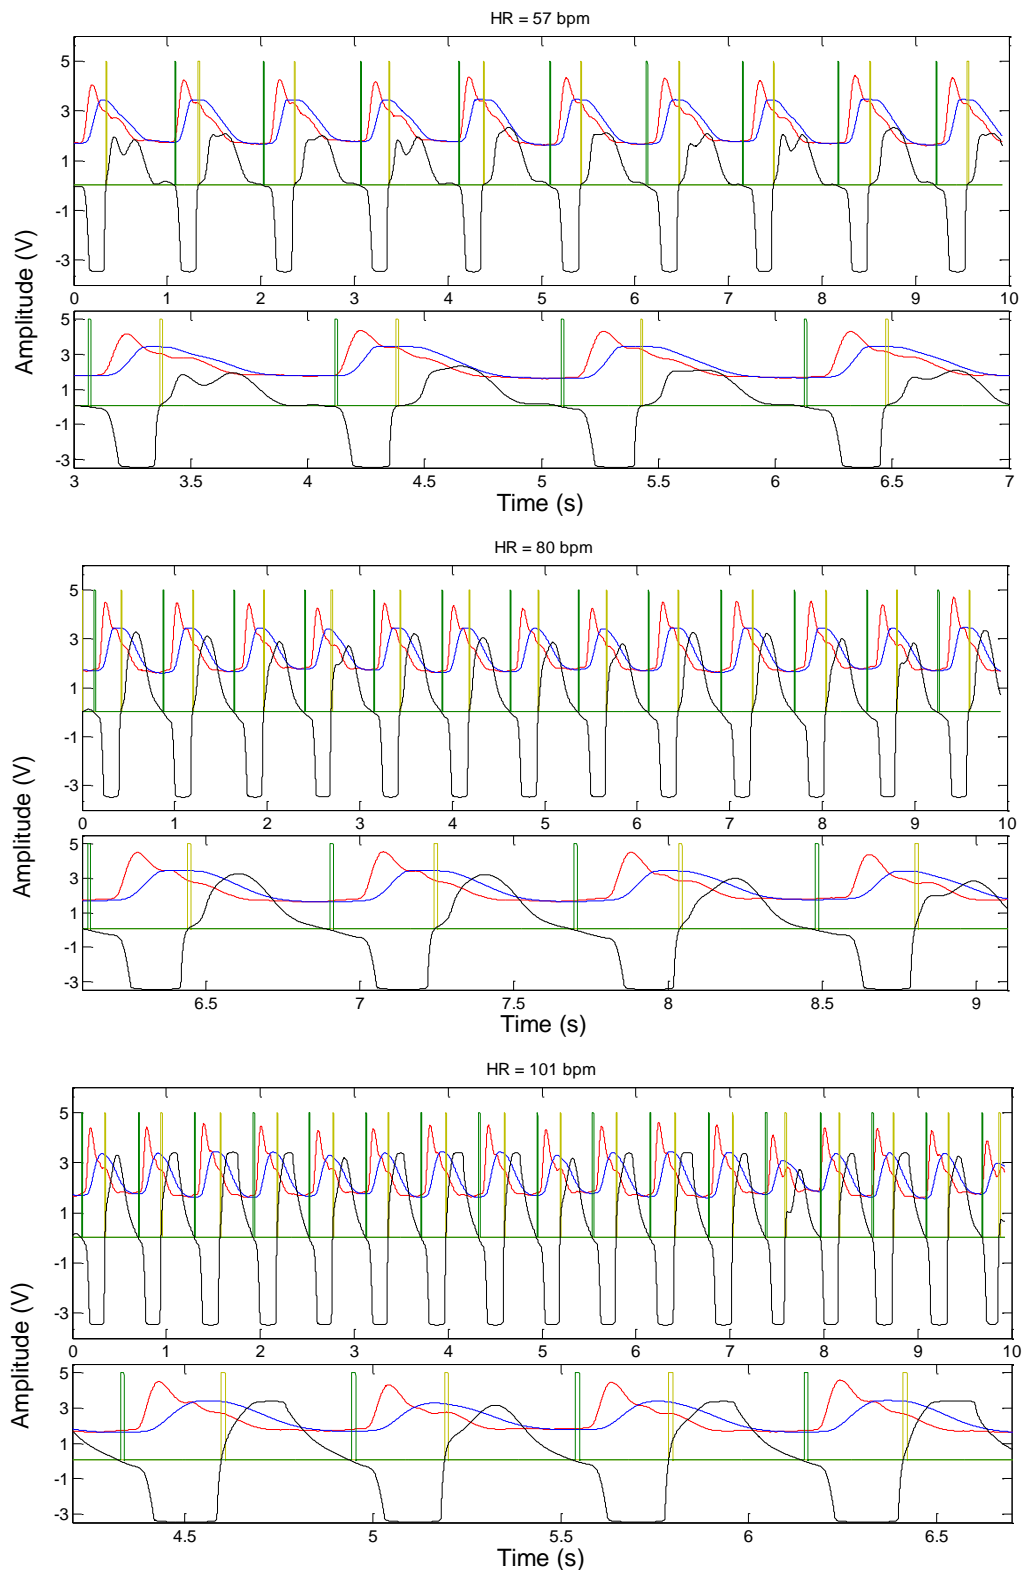 HR = 57 bpm
5
3
1
-1
-3
0 1 2 3 4 5 6 7 8 9 10
Amplitude (V)
5
3
1
-1
-3
3 3.5 4 4.5 5 5.5 6 6.5 7
Time (s)
HR = 80 bpm
5
3
1
-1
-3
0 1 2 3 4 5 6 7 8 9 10
Amplitude (V)
5
3
1
-1
-3
6.5 7 7.5 8 8.5 9
Time (s)
HR = 101 bpm
5
3
1
-1
-3
0 1 2 3 4 5 6 7 8 9 10
Amplitude (V)
5
3
1
-1
-3
4.5 5 5.5 6 6.5
Time (s)